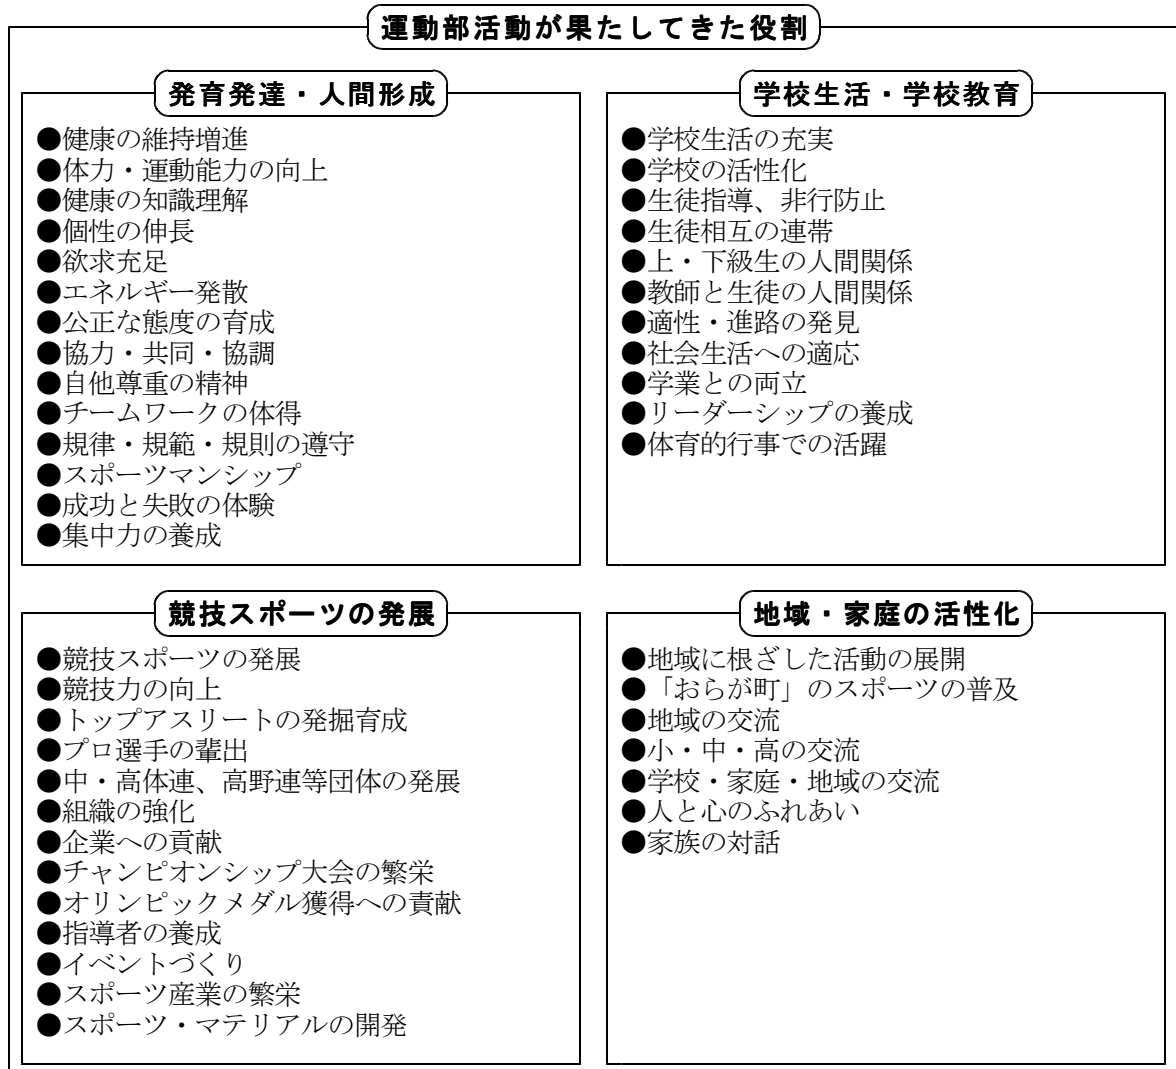 運動部活動が果たしてきた役割
発育発達・人間形成
●健康の維持増進
●体力・運動能力の向上
●健康の知識理解
●個性の伸長
●欲求充足
●エネルギー発散
●公正な態度の育成
●協力・共同・協調
●自他尊重の精神
●チームワークの体得
●規律・規範・規則の遵守
●スポーツマンシップ
●成功と失敗の体験
●集中力の養成
学校生活・学校教育
●学校生活の充実
●学校の活性化
●生徒指導、非行防止
●生徒相互の連帯
●上・下級生の人間関係
●教師と生徒の人間関係
●適性・進路の発見
●社会生活への適応
●学業との両立
●リーダーシップの養成
●体育的行事での活躍
競技スポーツの発展
●競技スポーツの発展
●競技力の向上
●トップアスリートの発掘育成
●プロ選手の輩出
●中・高体連、高野連等団体の発展
●組織の強化
●企業への貢献
●チャンピオンシップ大会の繁栄
●オリンピックメダル獲得への責献
●指導者の養成
●イベントづくり
●スポーツ産業の繁栄
●スポーツ・マテリアルの開発
地域・家庭の活性化
●地域に根ざした活動の展開
●「おらが町」のスポーツの普及
●地域の交流
●小・中・高の交流
●学校・家庭・地域の交流
●人と心のふれあい
●家族の対話